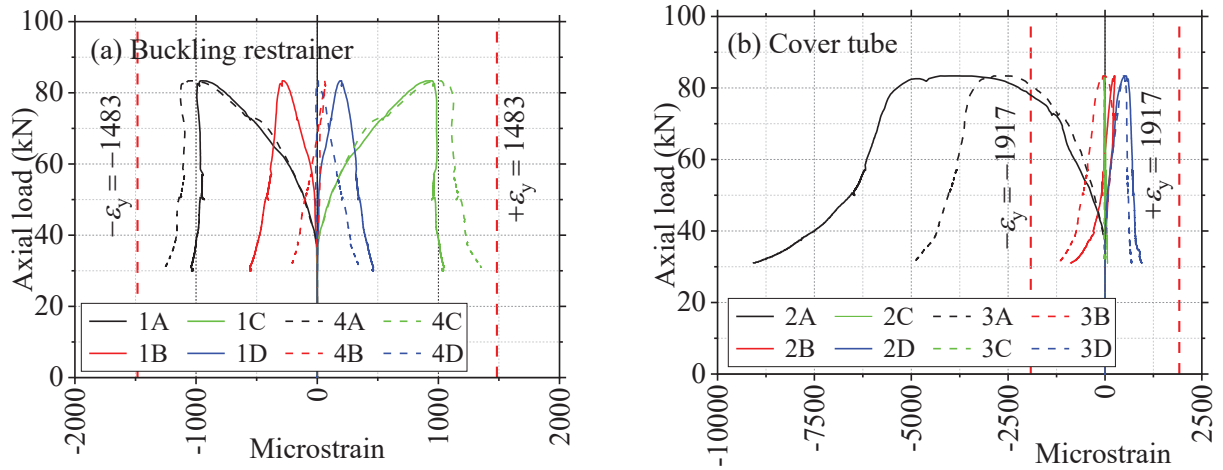 (a) Buckling restrainer
Axial load (kN)
100
80
60
40
20
0
−εy = −1483
+εy = 1483
1A 1C 4A 4C
1B 1D 4B 4D
-2000 -1000 0 1000 2000
Microstrain
(b) Cover tube
Axial load (kN)
100
80
60
40
20
0
−εy = −1917
+εy = 1917
2A 2C 3A 3B
2B 2D 3C 3D
-10000 -7500 -5000 -2500 0 2500
Microstrain